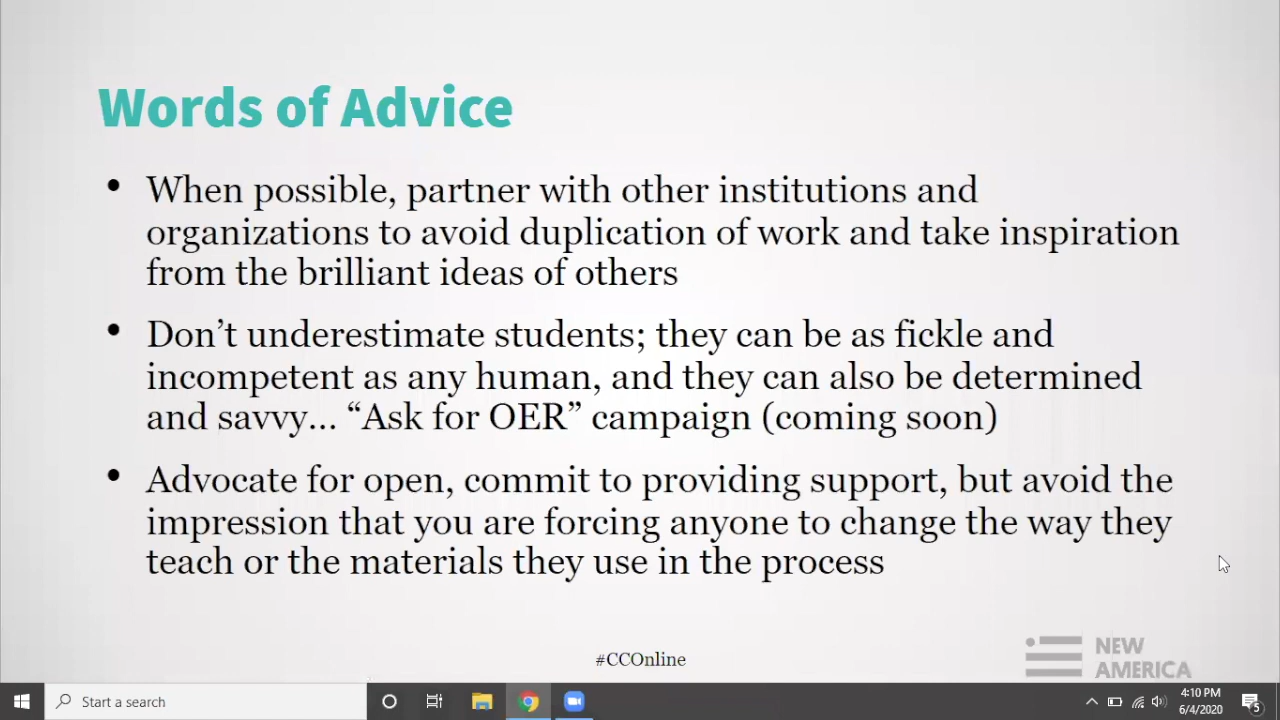 Words of Advice
• When possible, partner with other institutions and
organizations to avoid duplication of work and take inspiration
from the brilliant ideas of others
• Don’t underestimate students; they can be as fickle and
incompetent as any human, and they can also be determined
and savvy... “Ask for OER” campaign (coming soon)
• Advocate for open, commit to providing support, but avoid the
impression that you are forcing anyone to change the way they
teach or the materials they use in the process
#CCOnline
NEW
AMERICA
Start a search
4:10 PM
6/4/2020
5